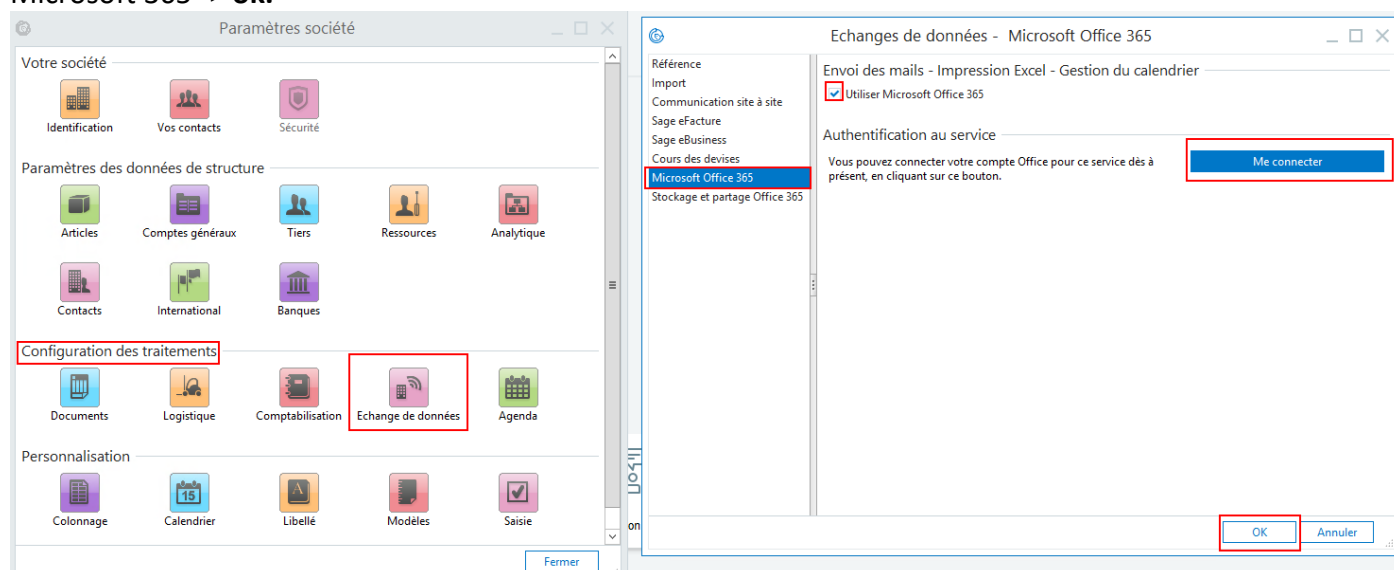 Microsoft 365 -> ok.
Paramètres société
Votre société
Identification
Vos contacts
Sécurité
Paramètres des données de structure
Articles
Comptes généraux
Tiers
Ressources
Analytique
Contacts
International
Banques
Configuration des traitements
Documents
Logistique
Comptabilisation
Echange de données
Agenda
Personnalisation
15
A
Colonnage
Calendrier
Libellé
Modèles
Saisie
Fermer
on
Echanges de données - Microsoft Office 365
Référence
Import
Communication site à site
Sage eFacture
Sage eBusiness
Cours des devises
Microsoft Office 365
Stockage et partage Office 365
Envoi des mails - Impression Excel - Gestion du calendrier
Utiliser Microsoft Office 365
Authentification au service
Vous pouvez connecter votre compte Office pour ce service dès à
présent, en cliquant sur ce bouton.
Me connecter
OK
Annuler